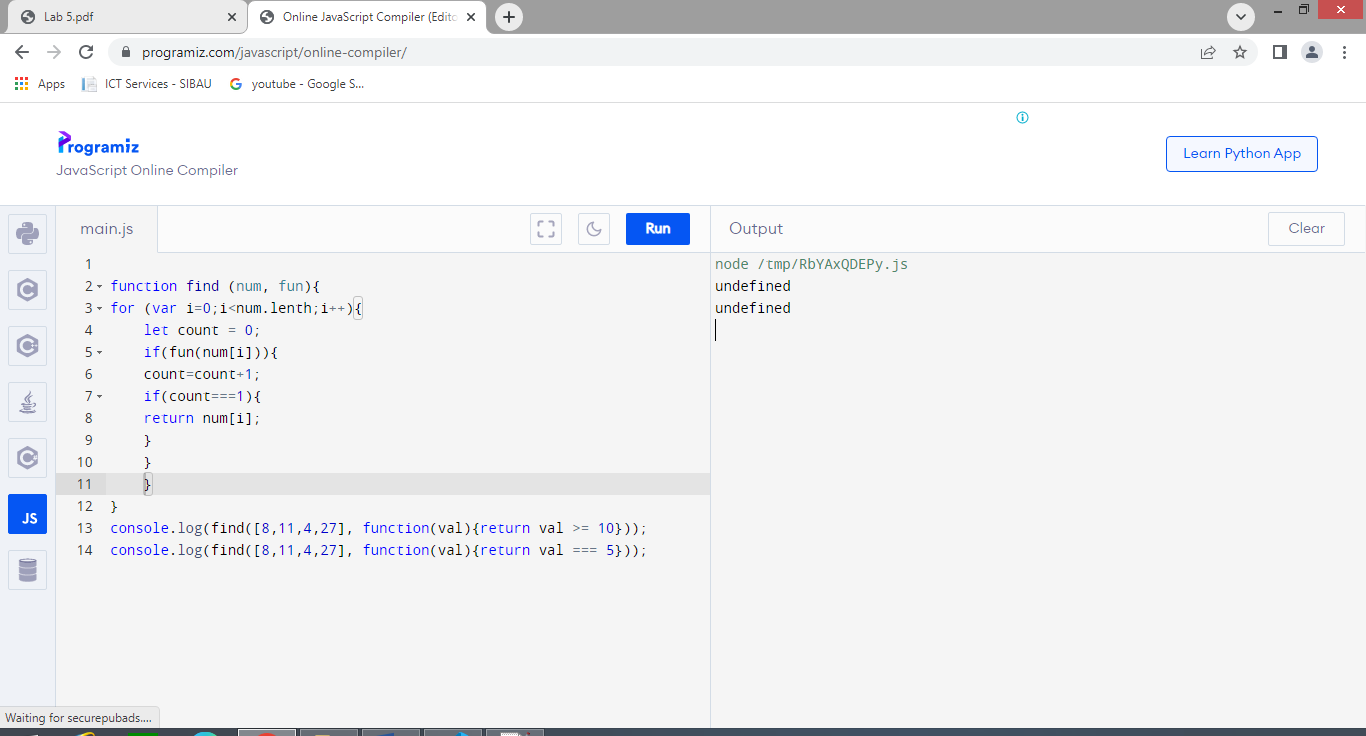 Lab 5.pdf
Online JavaScript Compiler (Edito
programiz.com/javascript/online-compiler/
Apps
ICT Services - SIBAU
youtube - Google S...
Programiz
JavaScript Online Compiler
Learn Python App
main.js
Run
Output
Clear
1
2 function find (num, fun){
3 for (var i=0;i<num.lenth;i++){
4 let count = 0;
5 if(fun(num[i])){
6 count=count+1;
7 if(count===1){
8 return num[i];
9 }
10 }
11 }
12 }
13 console.log(find([8,11,4,27], function(val){return val >= 10}));
14 console.log(find([8,11,4,27], function(val){return val === 5}));
node /tmp/RbYAxQDEPy.js
undefined
undefined
JS
Waiting for securepubads....